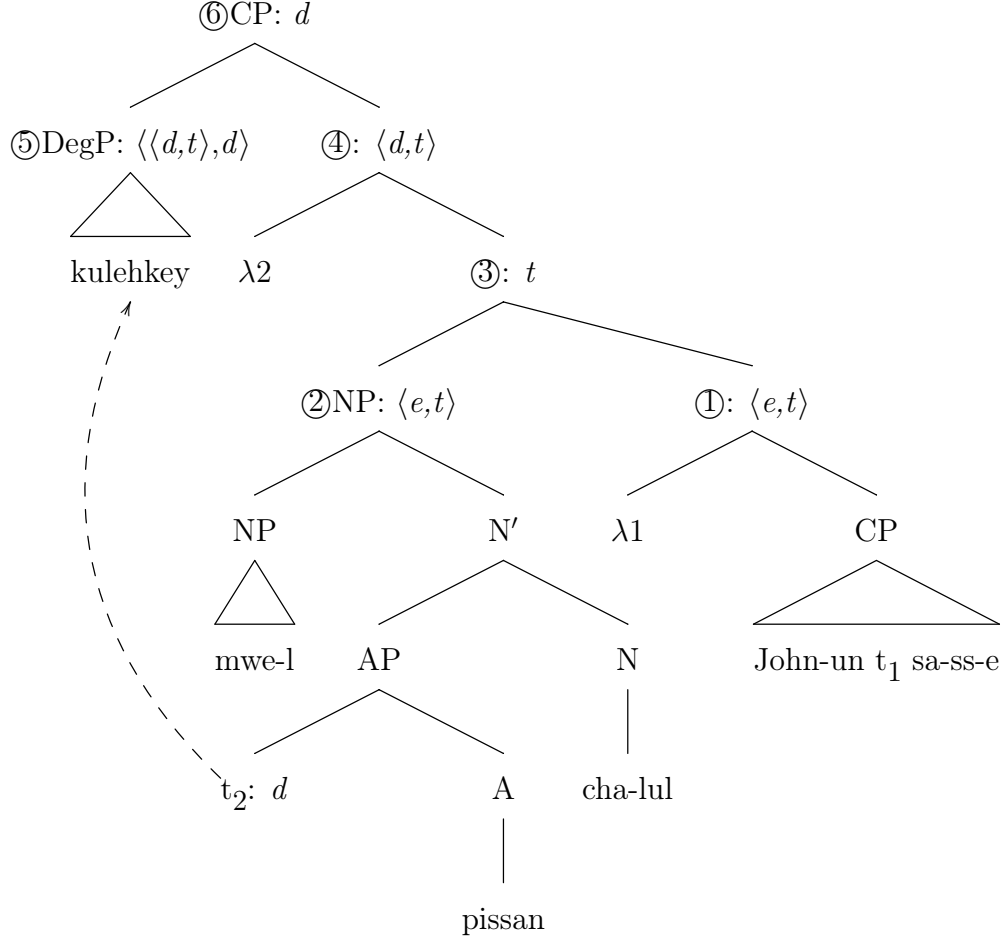 ⑥CP: d
⑤DegP: ⟨⟨d,t⟩,d⟩ ④: ⟨d,t⟩
kulehkey λ2 ③: t
②NP: ⟨e,t⟩ ①: ⟨e,t⟩
NP N′ λ1 CP
mwe-l AP N John-un t₁ sa-ss-e
t₂: d A cha-lul
pissan